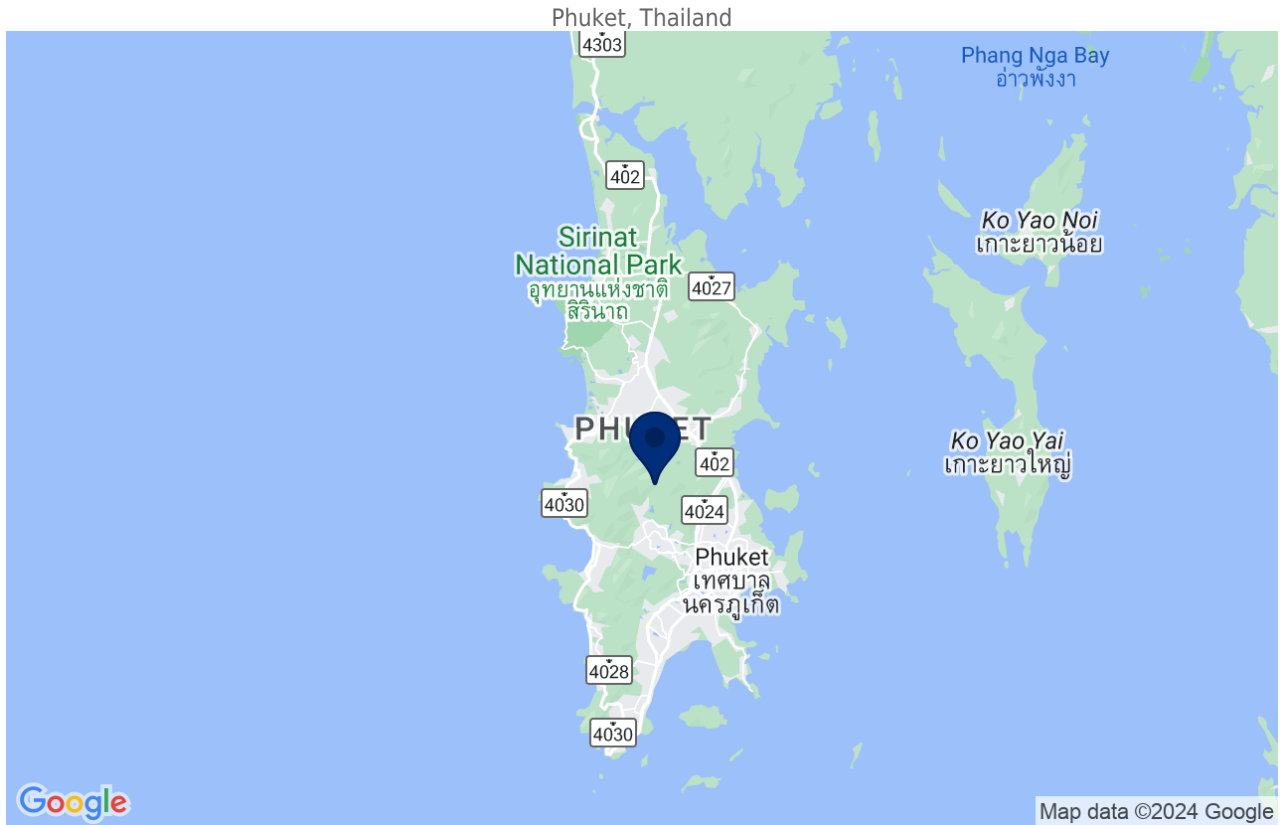 Phuket, Thailand
4303
Phang Nga Bay
อ่าวพังงา
402
Ko Yao Noi
เกาะยาวน้อย
Sirinat
National Park
อุทยานแห่งชาติ
สิรินาถ
4027
PHUKET
Ko Yao Yai
เกาะยาวใหญ่
402
4030
4024
Phuket
เทศบาล
นครภูเก็ต
4028
4030
Google
Map data ©2024 Google